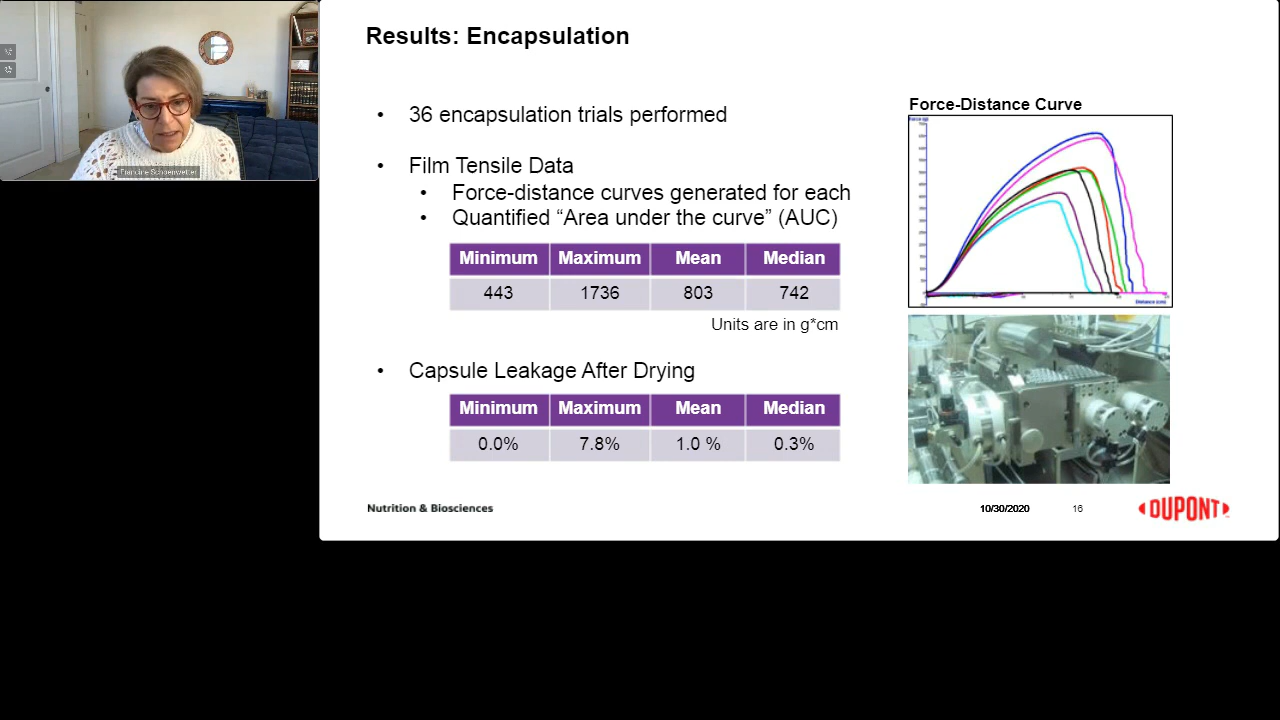 Francine Schoenwetter
Results: Encapsulation
• 36 encapsulation trials performed
• Film Tensile Data
• Force-distance curves generated for each
• Quantified “Area under the curve” (AUC)
Minimum Maximum Mean Median
443 1736 803 742
Units are in g*cm
• Capsule Leakage After Drying
Minimum Maximum Mean Median
0.0% 7.8% 1.0 % 0.3%
Force-Distance Curve
Nutrition & Biosciences
10/30/2020
16
DUPONT